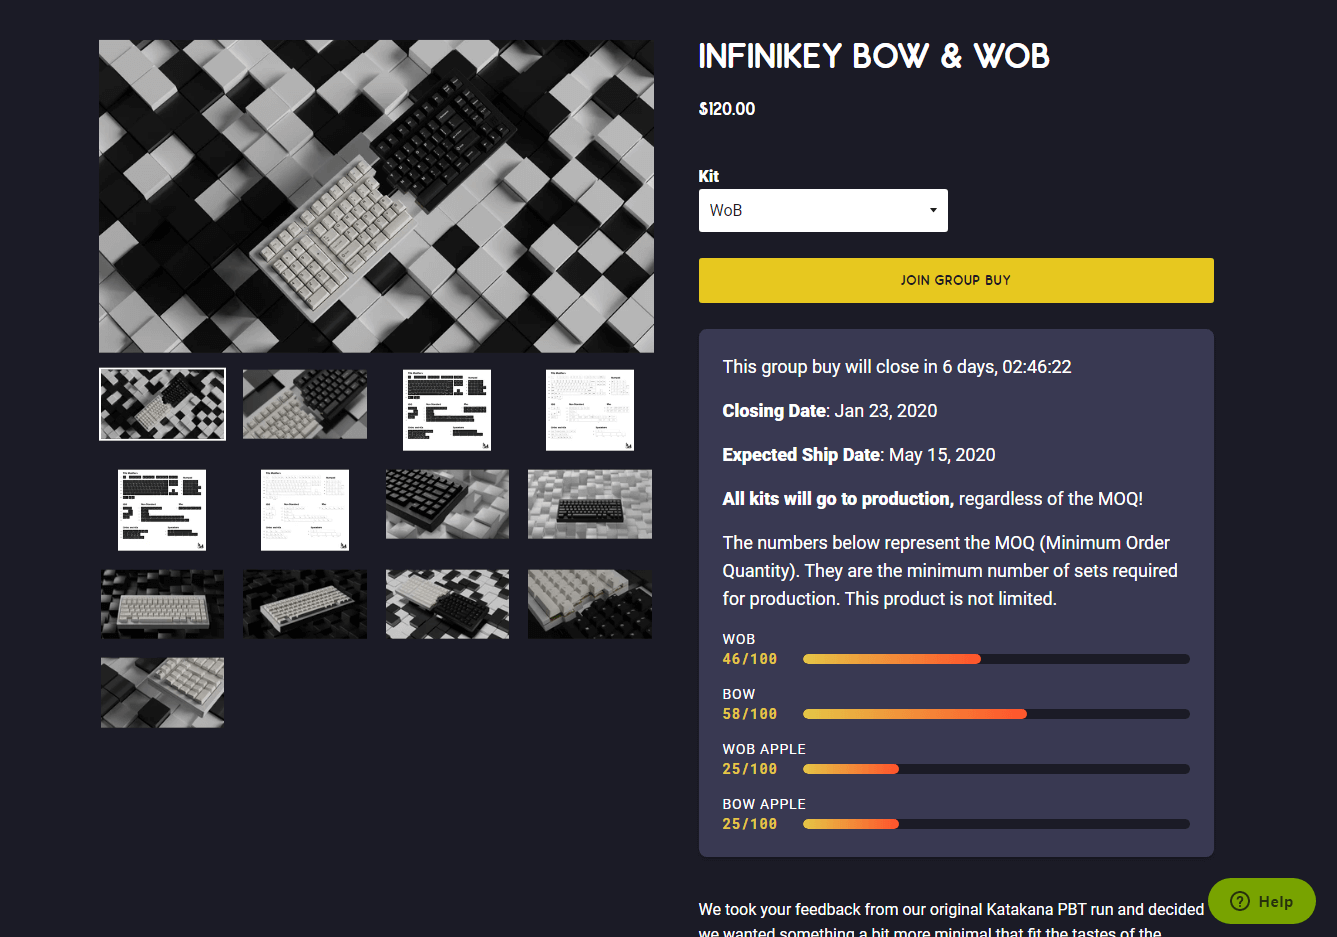 INFINIKEY BOW & WOB
$120.00
Kit
WoB
JOIN GROUP BUY
This group buy will close in 6 days, 02:46:22
Closing Date: Jan 23, 2020
Expected Ship Date: May 15, 2020
All kits will go to production, regardless of the MOQ!
The numbers below represent the MOQ (Minimum Order
Quantity). They are the minimum number of sets required
for production. This product is not limited.
WOB
46/100
BOW
58/100
WOB APPLE
25/100
BOW APPLE
25/100
We took your feedback from our original Katakana PBT run and decided
we wanted something a bit more minimal that fit the tastes of the
Help